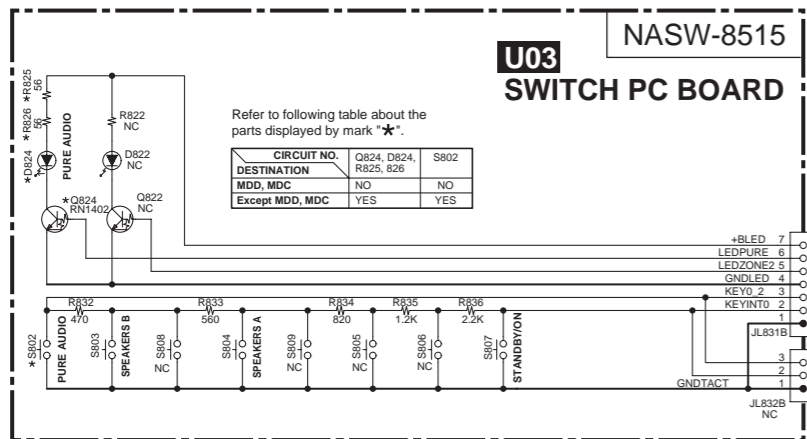 NASW-8515
U03
SWITCH PC BOARD
Refer to following table about the
parts displayed by mark "★".
CIRCUIT NO.
DESTINATION
Q824, D824,
R825, 826
S802
MDD, MDC
NO
NO
Except MDD, MDC
YES
YES
★R825
56
★R826
56
★D824
PURE AUDIO
R822
NC
D822
NC
★Q824
RN1402
Q822
NC
+BLED 7
LEDPURE 6
LEDZONE2 5
GNDLED 4
KEY0_2 3
KEYINT0 2
1
JL831B
3
2
GNDTACT 1
JL832B
NC
R832
470
R833
560
R834
820
R835
1.2K
R836
2.2K
★S802
PURE AUDIO
S803
SPEAKERS B
S808
NC
S804
SPEAKERS A
S809
NC
S805
NC
S806
NC
S807
STANDBY/ON